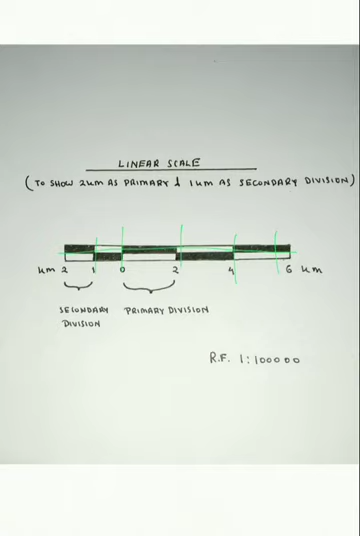 LINEAR SCALE
(TO SHOW 2KM AS PRIMARY & 1KM AS SECONDARY DIVISION)
KM 2 1 0 2 4 6 KM
SECONDARY DIVISION PRIMARY DIVISION
R.F. 1:100000